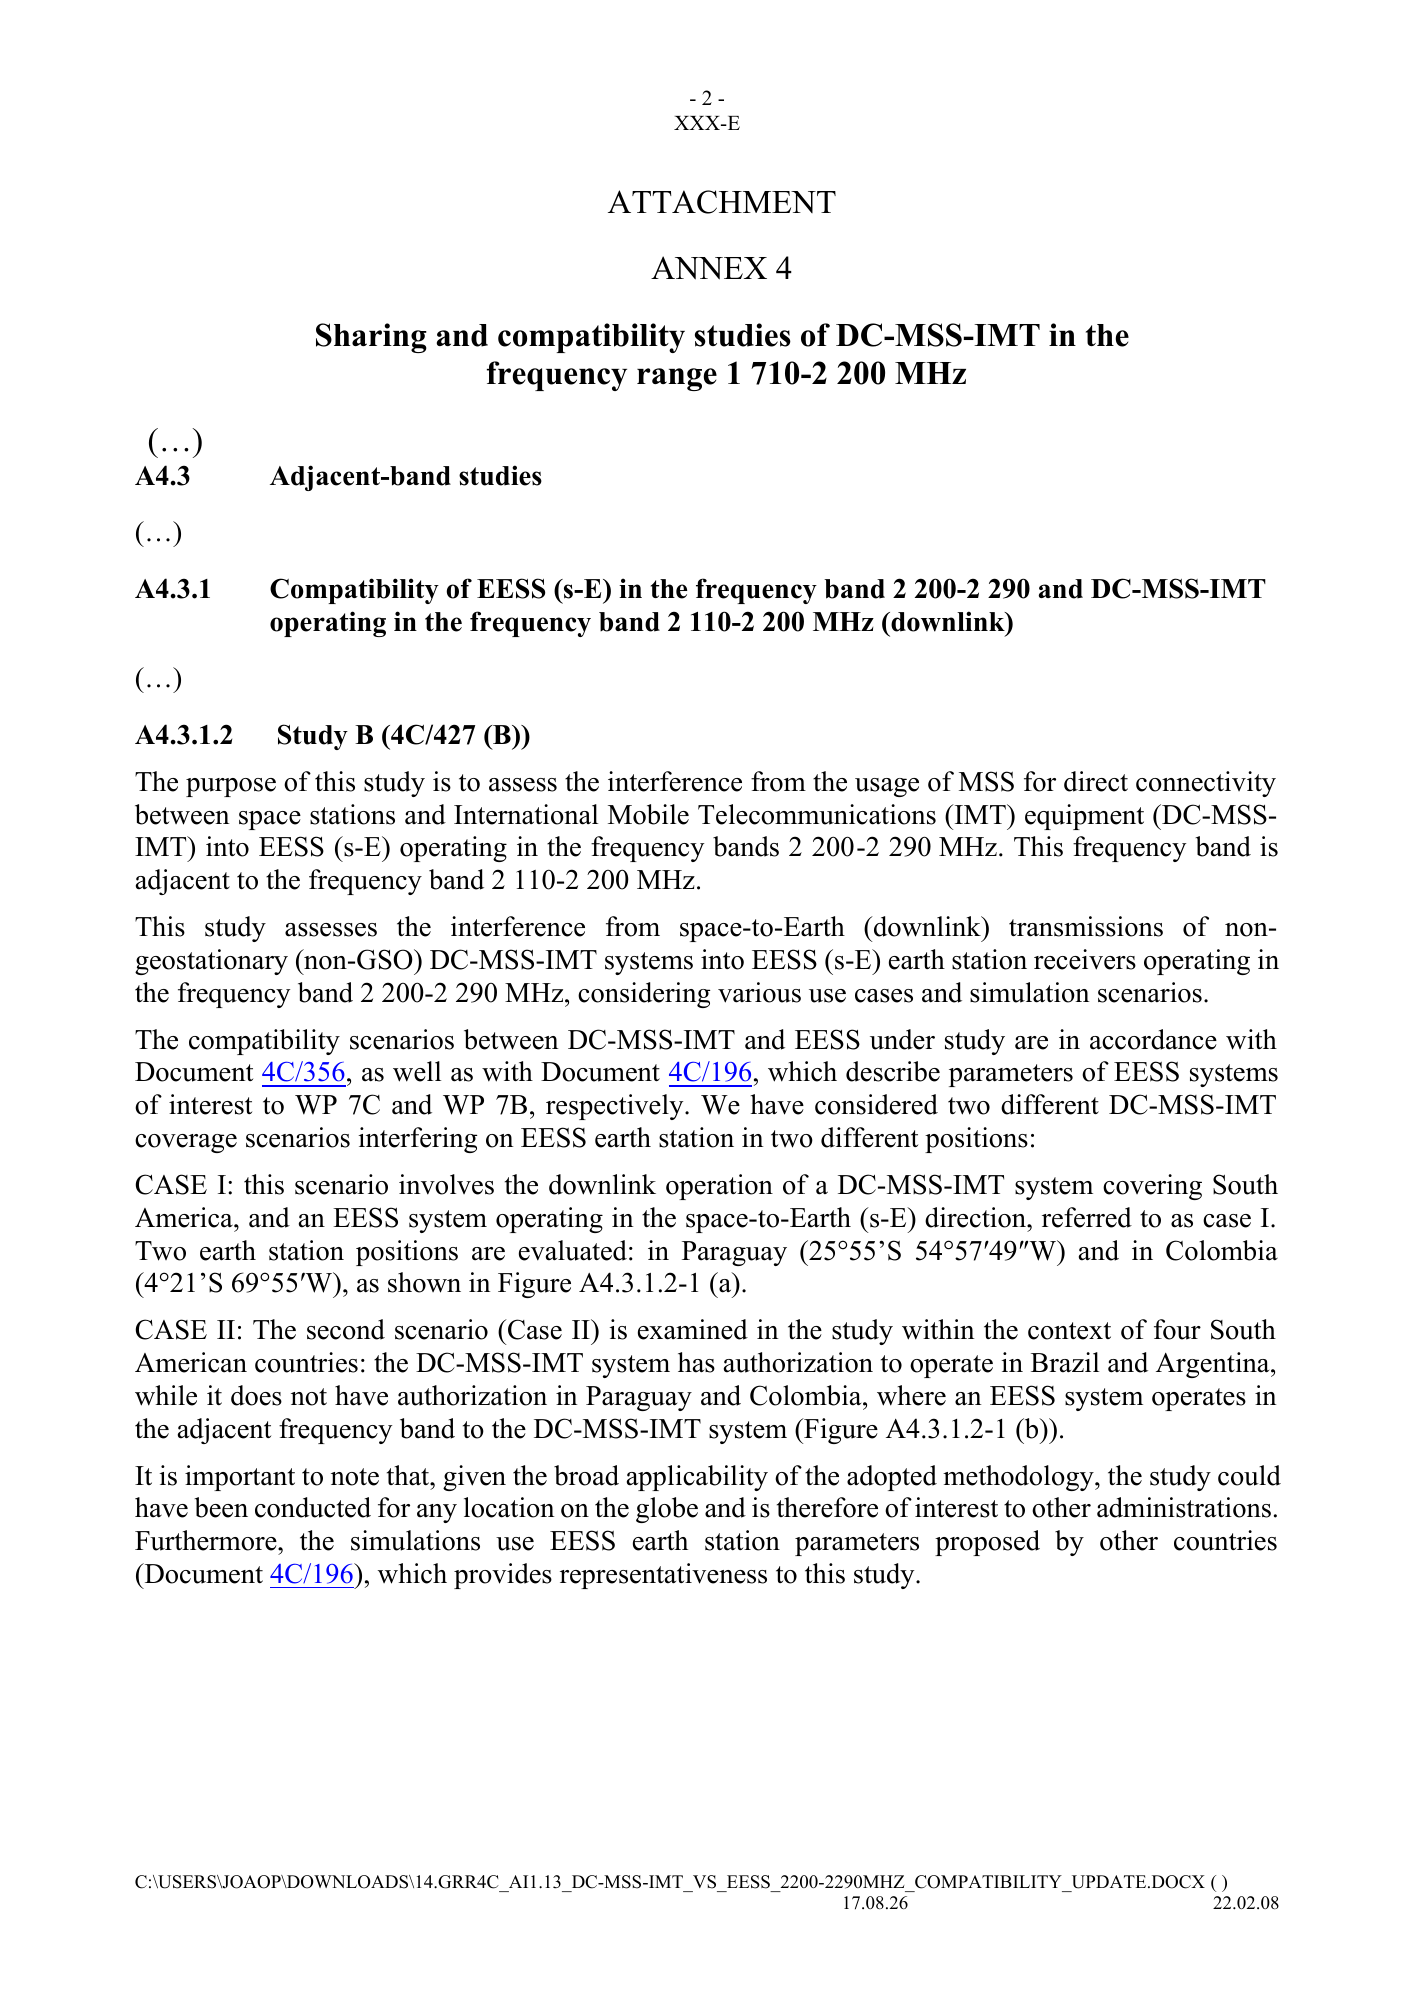 - 2 -
XXX-E
ATTACHMENT
ANNEX 4
Sharing and compatibility studies of DC-MSS-IMT in the
frequency range 1 710-2 200 MHz
(…)
A4.3 Adjacent-band studies
(…)
A4.3.1 Compatibility of EESS (s-E) in the frequency band 2 200-2 290 and DC-MSS-IMT
operating in the frequency band 2 110-2 200 MHz (downlink)
(…)
A4.3.1.2 Study B (4C/427 (B))
The purpose of this study is to assess the interference from the usage of MSS for direct connectivity
between space stations and International Mobile Telecommunications (IMT) equipment (DC-MSS-
IMT) into EESS (s-E) operating in the frequency bands 2 200-2 290 MHz. This frequency band is
adjacent to the frequency band 2 110-2 200 MHz.
This study assesses the interference from space-to-Earth (downlink) transmissions of non-
geostationary (non-GSO) DC-MSS-IMT systems into EESS (s-E) earth station receivers operating in
the frequency band 2 200-2 290 MHz, considering various use cases and simulation scenarios.
The compatibility scenarios between DC-MSS-IMT and EESS under study are in accordance with
Document 4C/356, as well as with Document 4C/196, which describe parameters of EESS systems
of interest to WP 7C and WP 7B, respectively. We have considered two different DC-MSS-IMT
coverage scenarios interfering on EESS earth station in two different positions:
CASE I: this scenario involves the downlink operation of a DC-MSS-IMT system covering South
America, and an EESS system operating in the space-to-Earth (s-E) direction, referred to as case I.
Two earth station positions are evaluated: in Paraguay (25°55’S 54°57′49″W) and in Colombia
(4°21’S 69°55′W), as shown in Figure A4.3.1.2-1 (a).
CASE II: The second scenario (Case II) is examined in the study within the context of four South
American countries: the DC-MSS-IMT system has authorization to operate in Brazil and Argentina,
while it does not have authorization in Paraguay and Colombia, where an EESS system operates in
the adjacent frequency band to the DC-MSS-IMT system (Figure A4.3.1.2-1 (b)).
It is important to note that, given the broad applicability of the adopted methodology, the study could
have been conducted for any location on the globe and is therefore of interest to other administrations.
Furthermore, the simulations use EESS earth station parameters proposed by other countries
(Document 4C/196), which provides representativeness to this study.
C:\USERS\JOAOP\DOWNLOADS\14.GRR4C_AI1.13_DC-MSS-IMT_VS_EESS_2200-2290MHZ_COMPATIBILITY_UPDATE.DOCX ( )
17.08.26 22.02.08